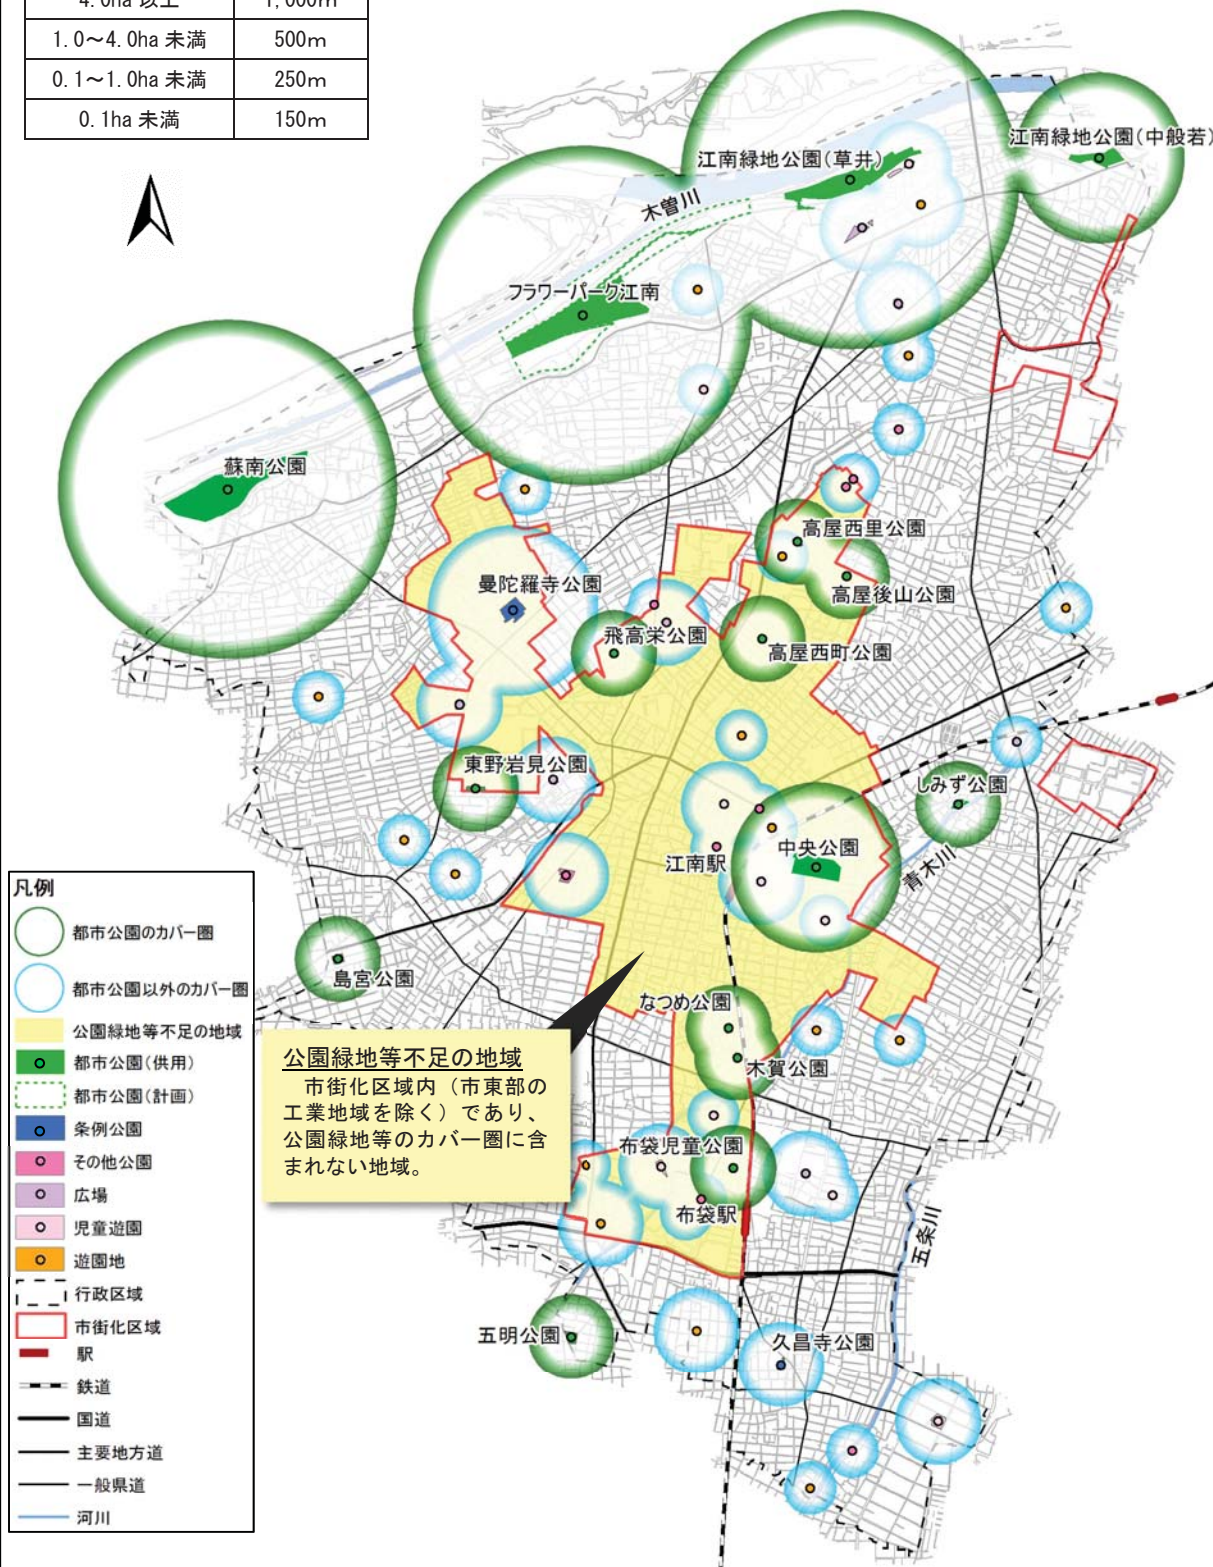 4.0ha 以上 1,000m
1.0～4.0ha 未満 500m
0.1～1.0ha 未満 250m
0.1ha 未満 150m
江南緑地公園(中般若)
江南緑地公園(草井)
木曽川
フラワーパーク江南
蘇南公園
高屋西里公園
曼陀羅寺公園
高屋後山公園
飛高栄公園
高屋西町公園
東野岩見公園
しみず公園
中央公園
江南駅
青木川
島宮公園
なつめ公園
木賀公園
布袋児童公園
布袋駅
五条川
五明公園
久昌寺公園
公園緑地等不足の地域
市街化区域内（市東部の
工業地域を除く）であり、
公園緑地等のカバー圏に含
まれない地域。
凡例
都市公園のカバー圏
都市公園以外のカバー圏
公園緑地等不足の地域
都市公園(供用)
都市公園(計画)
条例公園
その他公園
広場
児童遊園
遊園地
行政区域
市街化区域
駅
鉄道
国道
主要地方道
一般県道
河川